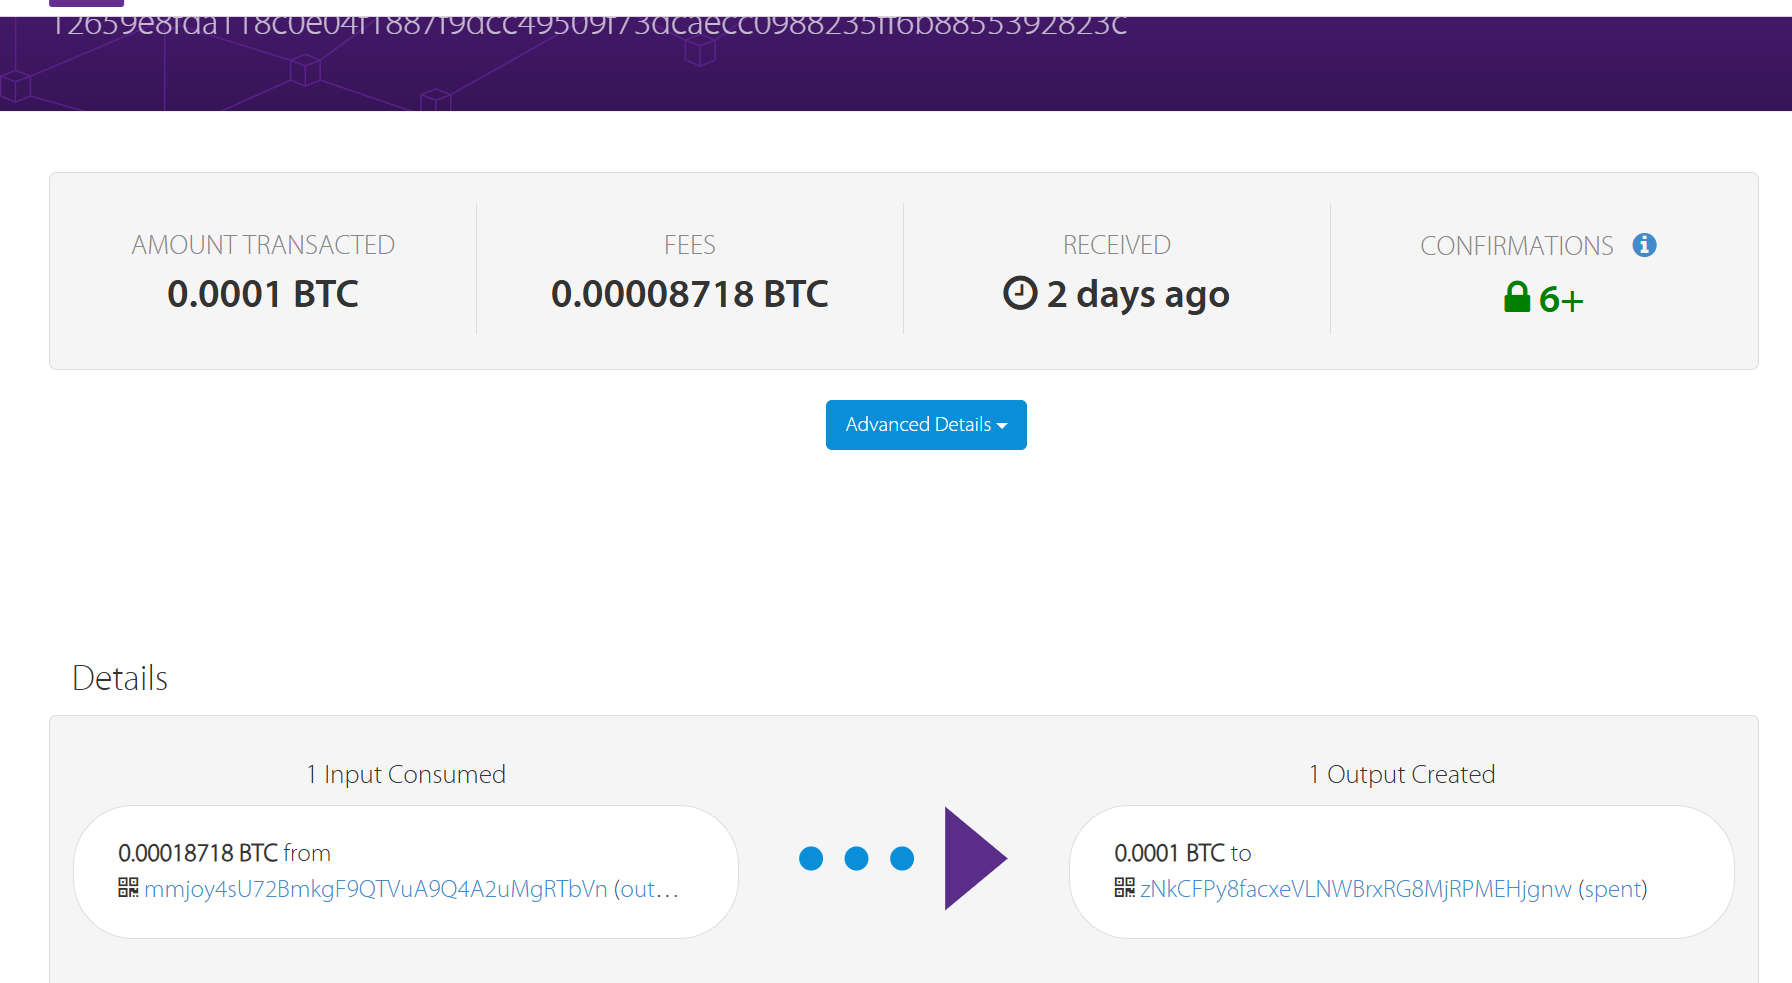 12659e8fda118c0e04f1887f9dcc49509f73dcaecc0988235ff6b8855392823c
AMOUNT TRANSACTED
0.0001 BTC
FEES
0.00008718 BTC
RECEIVED
2 days ago
CONFIRMATIONS
6+
Advanced Details
Details
1 Input Consumed
0.00018718 BTC from
mmjoy4sU72BmkgF9QTVuA9Q4A2uMgRTbVn (out...
1 Output Created
0.0001 BTC to
zNkCFPy8facxeVLNWBrxRG8MjRPMEHjgnw (spent)